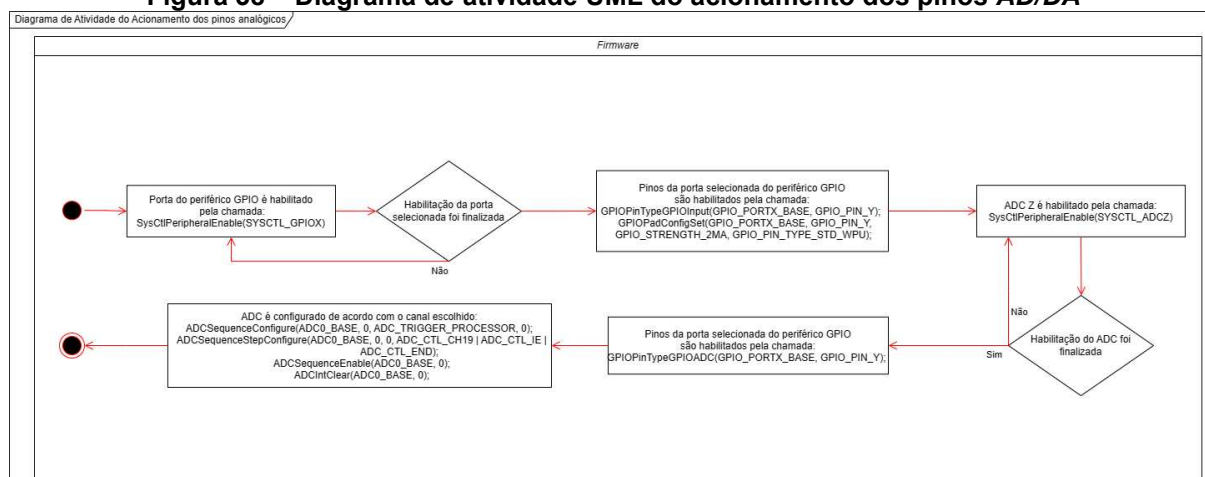 Figura 38 – Diagrama de atividade UML do acionamento dos pinos AD/DA
Diagrama de Atividade do Acionamento dos pinos analógicos
Firmware
Porta do periférico GPIO é habilitado
pela chamada:
SysCtlPeripheralEnable(SYSCTL_GPIOX)
Habilitação da porta
selecionada foi finalizada
Não
Pinos da porta selecionada do periférico GPIO
são habilitados pela chamada:
GPIOPinTypeGPIOInput(GPIO_PORTX_BASE, GPIO_PIN_Y);
GPIOPadConfigSet(GPIO_PORTX_BASE, GPIO_PIN_Y,
GPIO_STRENGTH_2MA, GPIO_PIN_TYPE_STD_WPU);
ADC Z é habilitado pela chamada:
SysCtlPeripheralEnable(SYSCTL_ADCZ)
Não
Habilitação do ADC foi
finalizada
Sim
Pinos da porta selecionada do periférico GPIO
são habilitados pela chamada:
GPIOPinTypeGPIOADC(GPIO_PORTX_BASE, GPIO_PIN_Y);
ADC é configurado de acordo com o canal escolhido:
ADCSequenceConfigure(ADC0_BASE, 0, ADC_TRIGGER_PROCESSOR, 0);
ADCSequenceStepConfigure(ADC0_BASE, 0, 0, ADC_CTL_CH19 | ADC_CTL_IE |
ADC_CTL_END);
ADCSequenceEnable(ADC0_BASE, 0);
ADCIntClear(ADC0_BASE, 0);